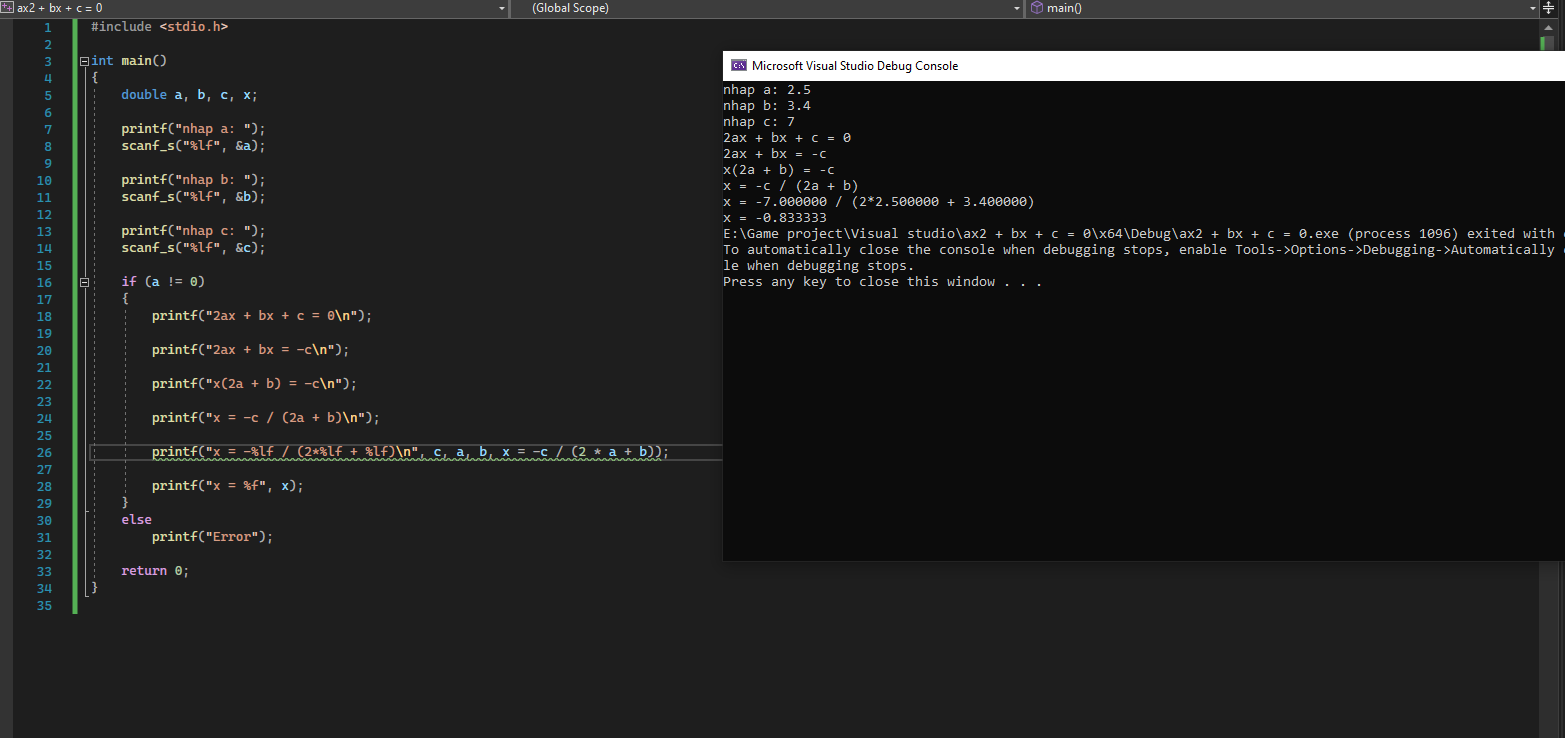 ax2 + bx + c = 0 (Global Scope) main()
1 #include <stdio.h>
2
3 int main()
4 {
5 double a, b, c, x;
6
7 printf("nhap a: ");
8 scanf_s("%lf", &a);
9
10 printf("nhap b: ");
11 scanf_s("%lf", &b);
12
13 printf("nhap c: ");
14 scanf_s("%lf", &c);
15
16 if (a != 0)
17 {
18 printf("2ax + bx + c = 0\n");
19
20 printf("2ax + bx = -c\n");
21
22 printf("x(2a + b) = -c\n");
23
24 printf("x = -c / (2a + b)\n");
25
26 printf("x = -%lf / (2*%lf + %lf)\n", c, a, b, x = -c / (2 * a + b));
27
28 printf("x = %f", x);
29 }
30 else
31 printf("Error");
32
33 return 0;
34 }
35
Microsoft Visual Studio Debug Console
nhap a: 2.5
nhap b: 3.4
nhap c: 7
2ax + bx + c = 0
2ax + bx = -c
x(2a + b) = -c
x = -c / (2a + b)
x = -7.000000 / (2*2.500000 + 3.400000)
x = -0.833333
E:\Game project\Visual studio\ax2 + bx + c = 0\x64\Debug\ax2 + bx + c = 0.exe (process 1096) exited with
To automatically close the console when debugging stops, enable Tools->Options->Debugging->Automatically
le when debugging stops.
Press any key to close this window . . .